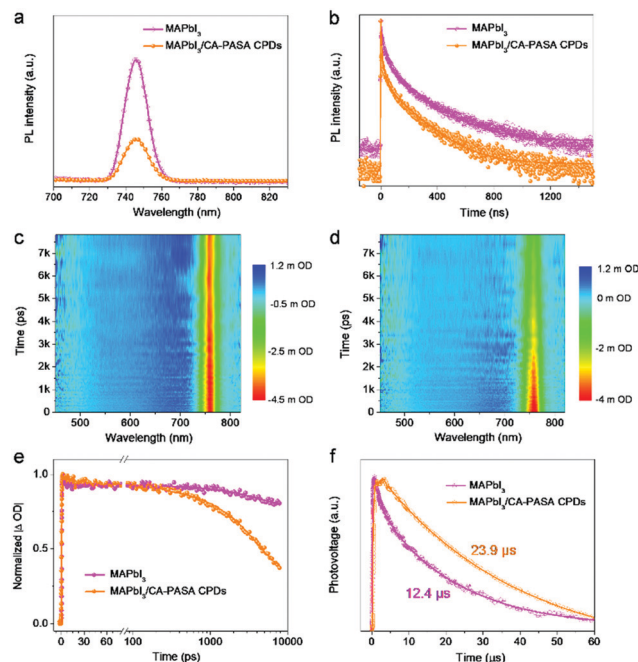 a
MAPbI3
MAPbI3/CA-PASA CPDs
PL intensity (a.u.)
700 720 740 760 780 800 820
Wavelength (nm)
b
MAPbI3
MAPbI3/CA-PASA CPDs
PL intensity (a.u.)
0 400 800 1200
Time (ns)
c
Time (ps)
7k
6k
5k
4k
3k
2k
1k
0
500 600 700 800
Wavelength (nm)
1.2 m OD
-0.5 m OD
-2.5 m OD
-4.5 m OD
d
Time (ps)
7k
6k
5k
4k
3k
2k
1k
0
500 600 700 800
Wavelength (nm)
1.2 m OD
0 m OD
-2 m OD
-4 m OD
e
Normalized |Δ OD|
1.0
0.5
0.0
MAPbI3
MAPbI3/CA-PASA CPDs
0 30 60 100 1000 10000
Time (ps)
f
Photovoltage (a.u.)
MAPbI3
MAPbI3/CA-PASA CPDs
23.9 μs
12.4 μs
0 10 20 30 40 50 60
Time (μs)